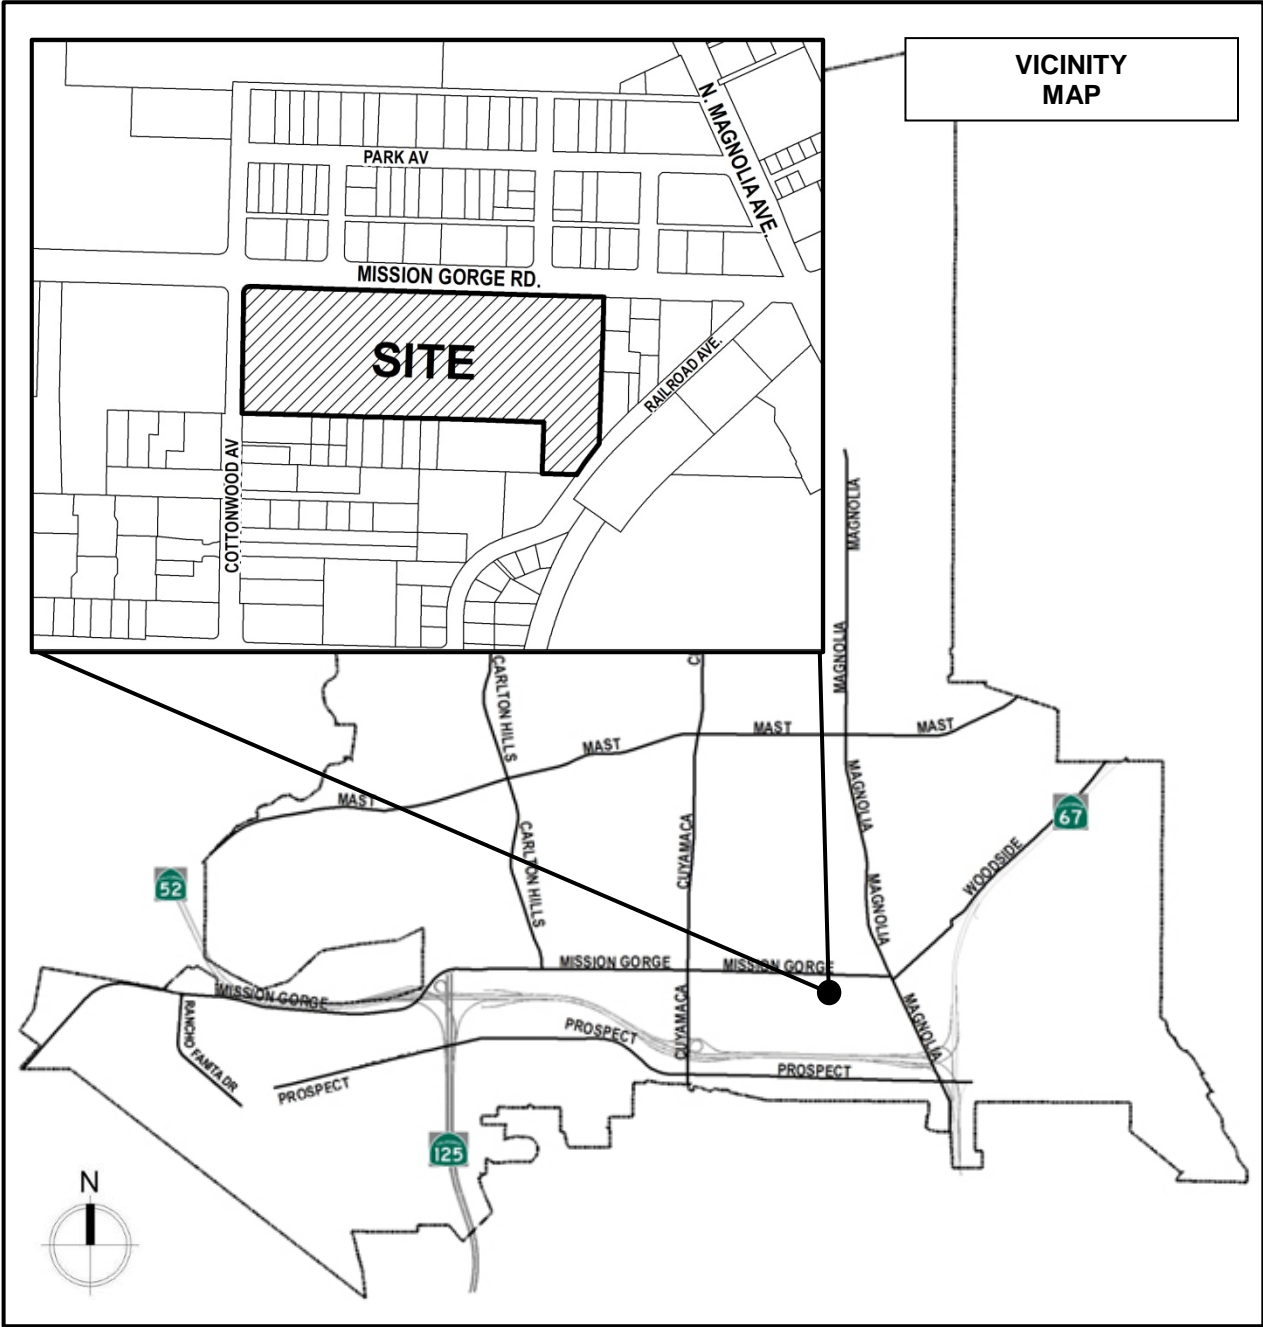 VICINITY
MAP
N. MAGNOLIA AVE.
PARK AV
MISSION GORGE RD.
SITE
RAILROAD AVE.
COTTONWOOD AV
MAGNOLIA
MAGNOLIA
CARLTON HILLS
MAST
MAST
MAST
MAST
MAGNOLIA
67
CARLTON HILLS
CUYAMACA
WOODSIDE
52
MAGNOLIA
MISSION GORGE
MISSION GORGE
MISSION GORGE
RANCHO FANITA DR
CUYAMACA
MAGNOLIA
PROSPECT
PROSPECT
PROSPECT
125
N